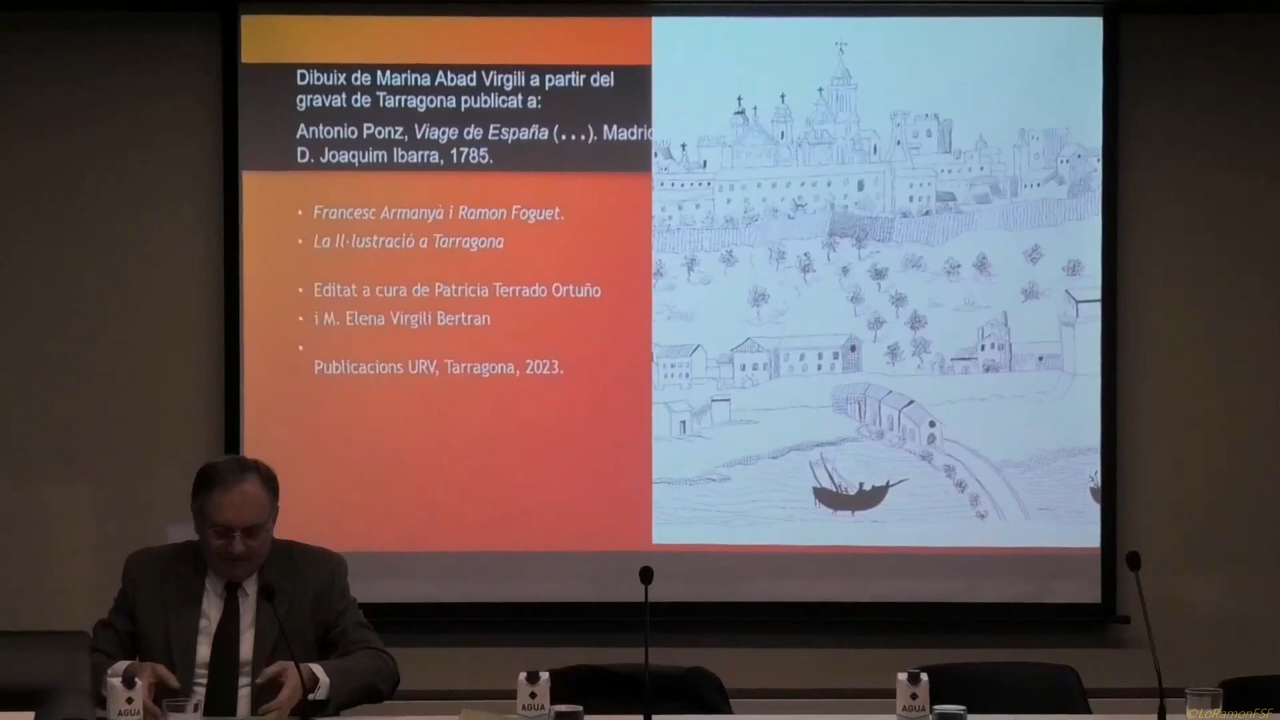 Dibuix de Marina Abad Virgili a partir del
gravat de Tarragona publicat a:
Antonio Ponz, Viage de España (...). Madrid
D. Joaquim Ibarra, 1785.
• Francesc Armanyà i Ramon Foguet.
• La Il·lustració a Tarragona
• Editat a cura de Patricia Terrado Ortuño
• i M. Elena Virgili Bertran
•
Publicacions URV, Tarragona, 2023.
AGUA
AGUA
AGUA
©LoRamonFSF